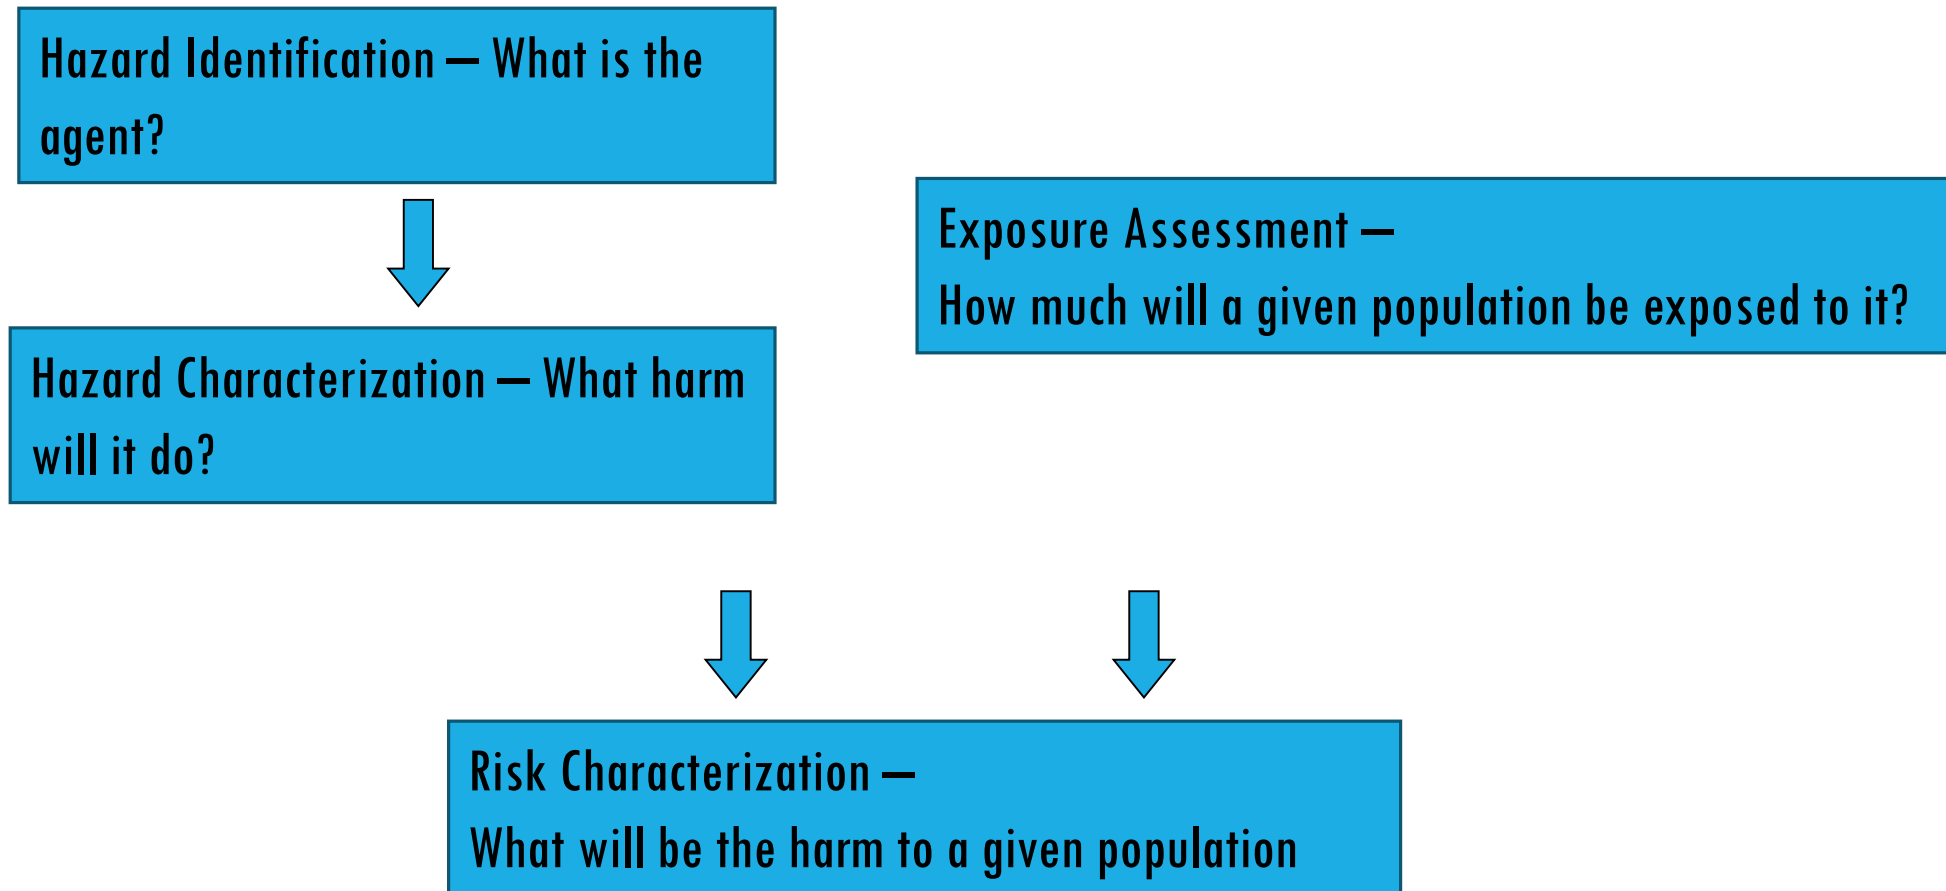 Hazard Identification – What is the
agent?
Hazard Characterization – What harm
will it do?
Exposure Assessment –
How much will a given population be exposed to it?
Risk Characterization –
What will be the harm to a given population